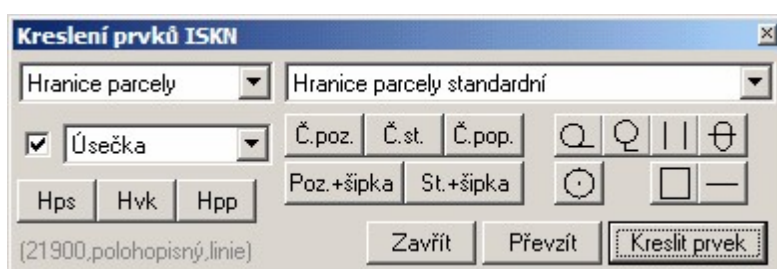 Kreslení prvků ISKN
Hranice parcely Hranice parcely standardní
Úsečka Č.poz. Č.st. Č.pop.
Hps Hvk Hpp Poz.+šipka St.+šipka
(21900,polohopisný,linie) Zavřít Převzít Kreslit prvek